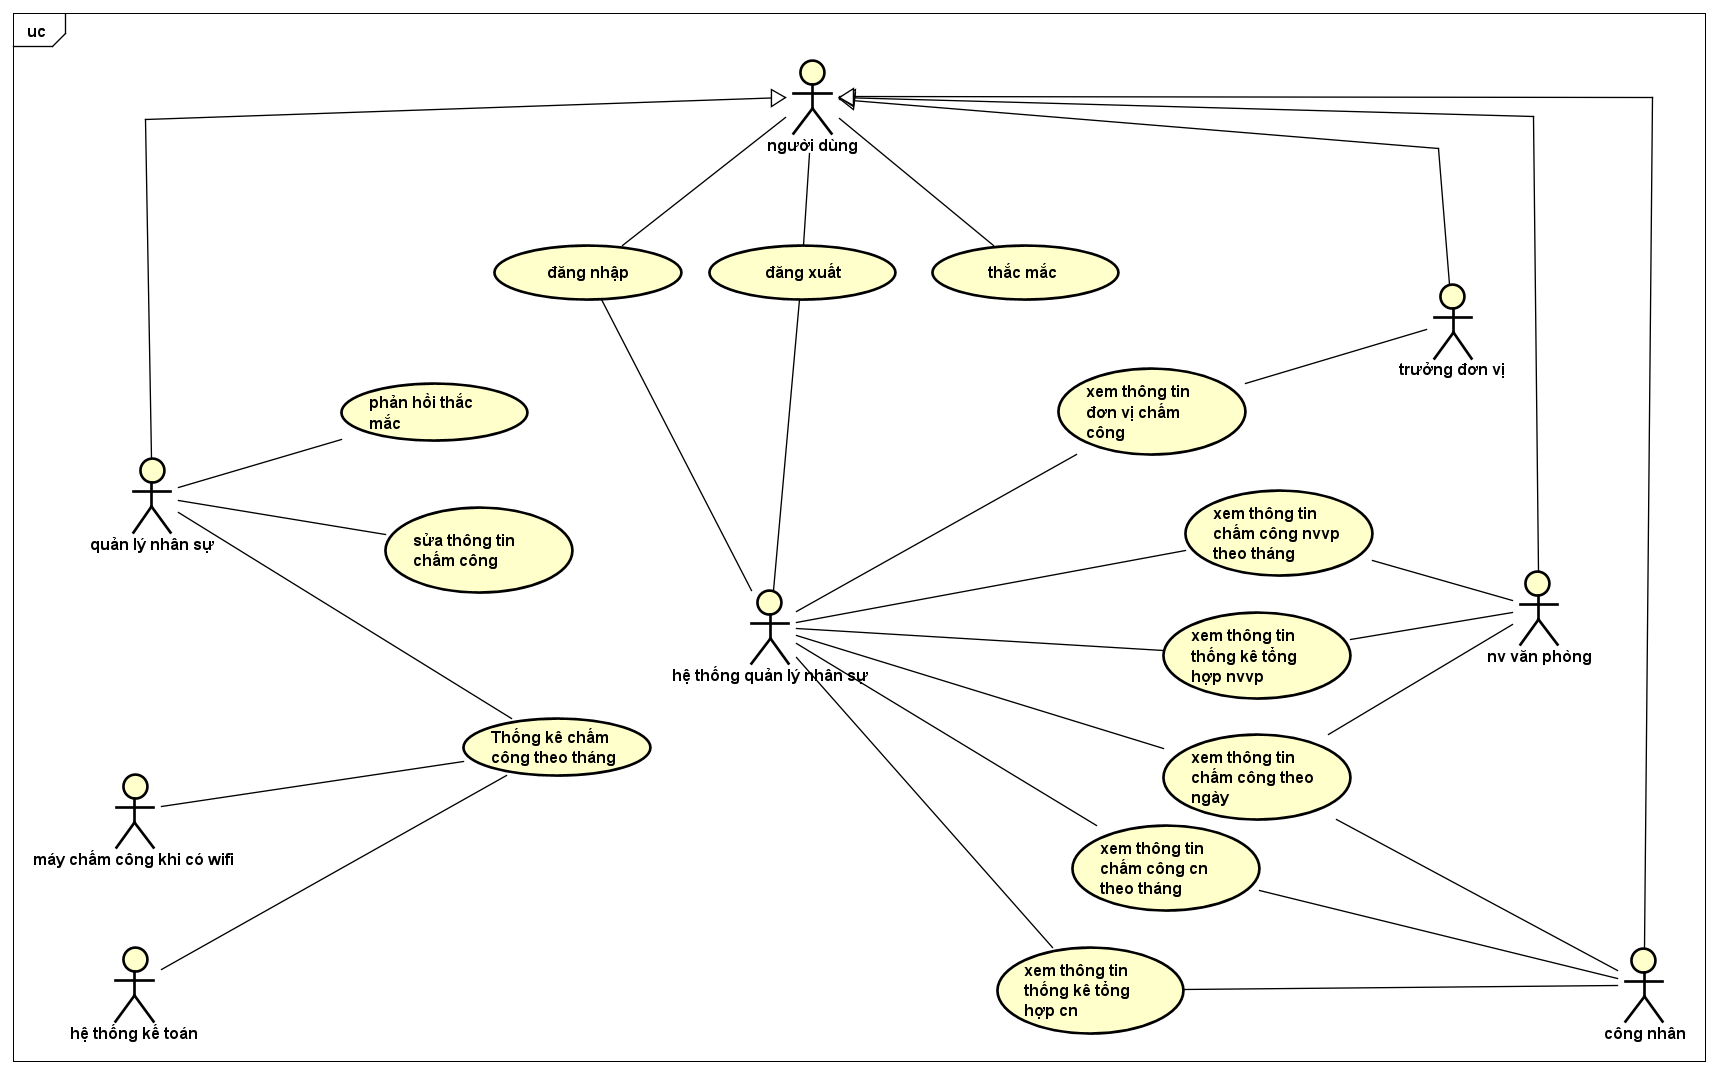 uc
người dùng
đăng nhập
đăng xuất
thắc mắc
trưởng đơn vị
phản hồi thắc
mắc
xem thông tin
đơn vị chấm
công
quản lý nhân sự
sửa thông tin
chấm công
xem thông tin
chấm công nvvp
theo tháng
hệ thống quản lý nhân sự
xem thông tin
thống kê tổng
hợp nvvp
nv văn phòng
Thống kê chấm
công theo tháng
xem thông tin
chấm công theo
ngày
máy chấm công khi có wifi
xem thông tin
chấm công cn
theo tháng
xem thông tin
thống kê tổng
hợp cn
hệ thống kế toán
công nhân